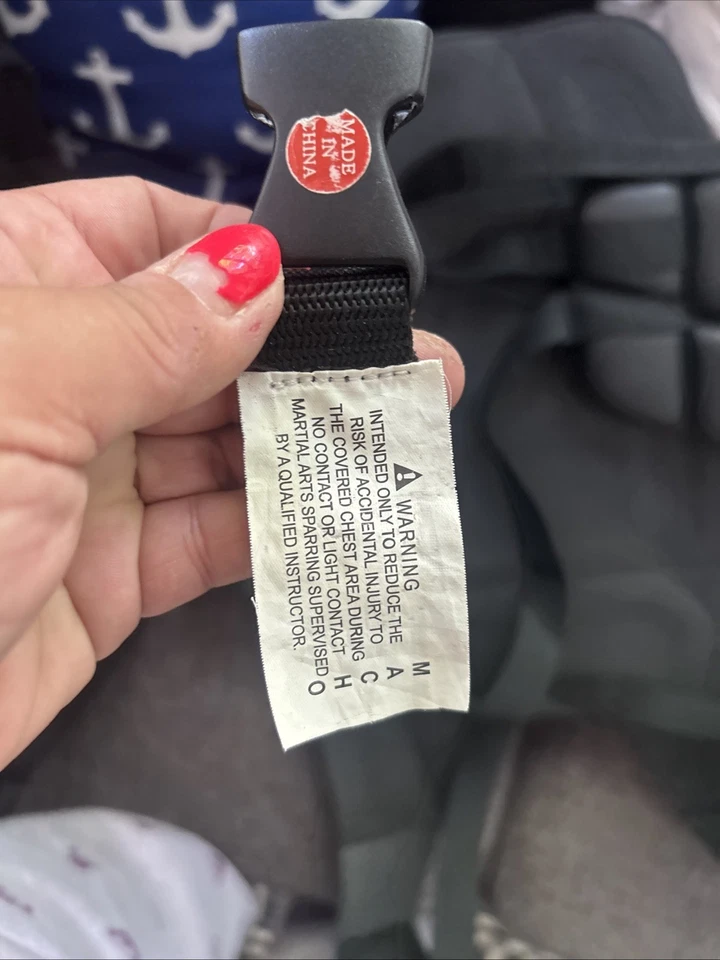 MADE
IN
CHINA
WARNING
INTENDED ONLY TO REDUCE THE
RISK OF ACCIDENTAL INJURY TO
THE COVERED CHEST AREA DURING
NO CONTACT OR LIGHT CONTACT
MARTIAL ARTS SPARRING SUPERVISED
BY A QUALIFIED INSTRUCTOR.
MACHO